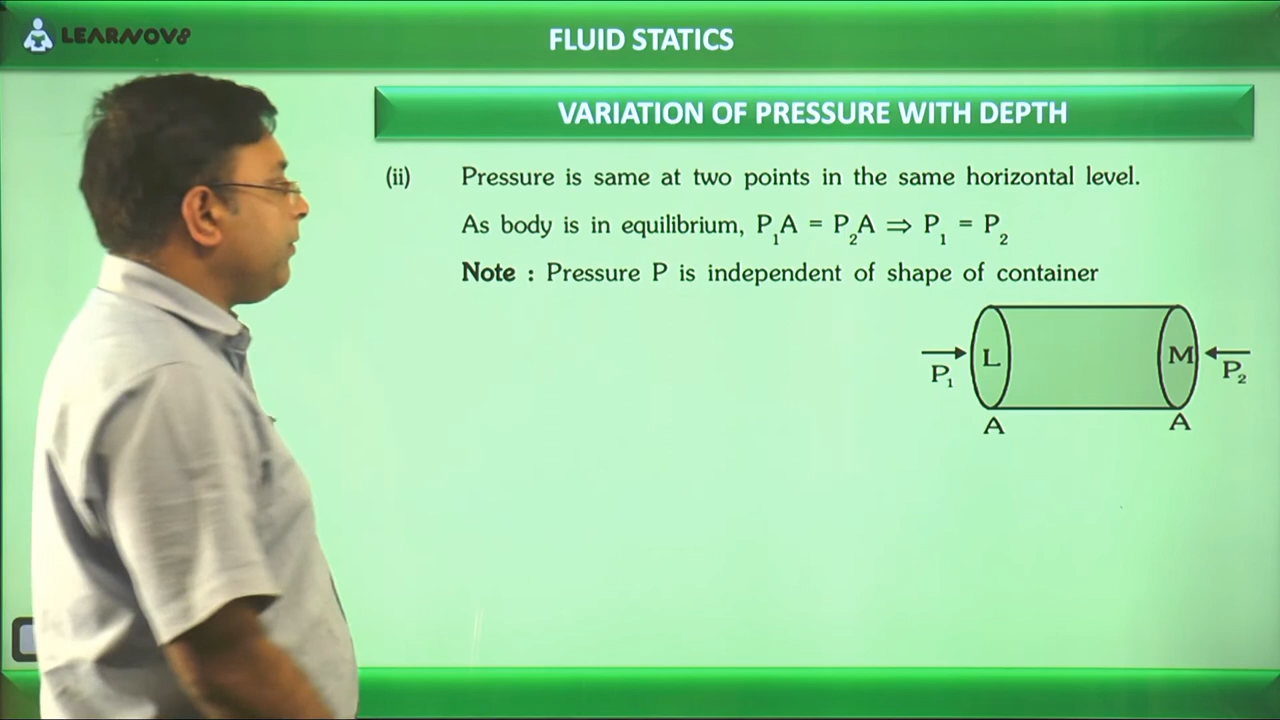 LEARNOV8
FLUID STATICS
VARIATION OF PRESSURE WITH DEPTH
(ii) Pressure is same at two points in the same horizontal level.
As body is in equilibrium, P₁A = P₂A ⇒ P₁ = P₂
Note : Pressure P is independent of shape of container
L M
P₁ P₂
A A